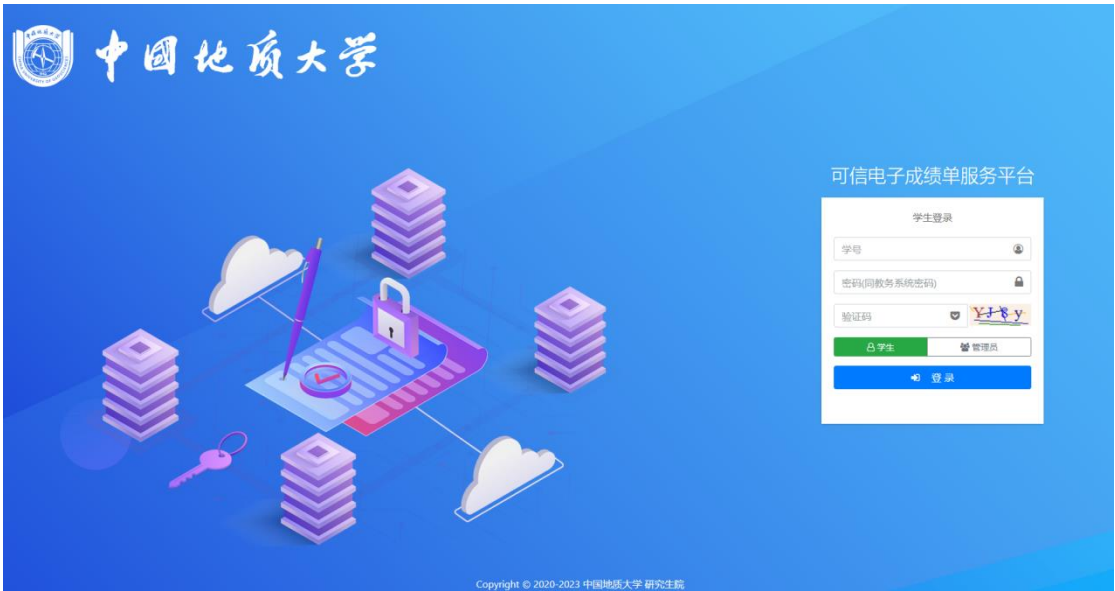 中國地质大学
可信电子成绩单服务平台
学生登录
学号
密码(同教务系统密码)
验证码
学生 管理员
登 录
Copyright © 2020-2023 中国地质大学 研究生院